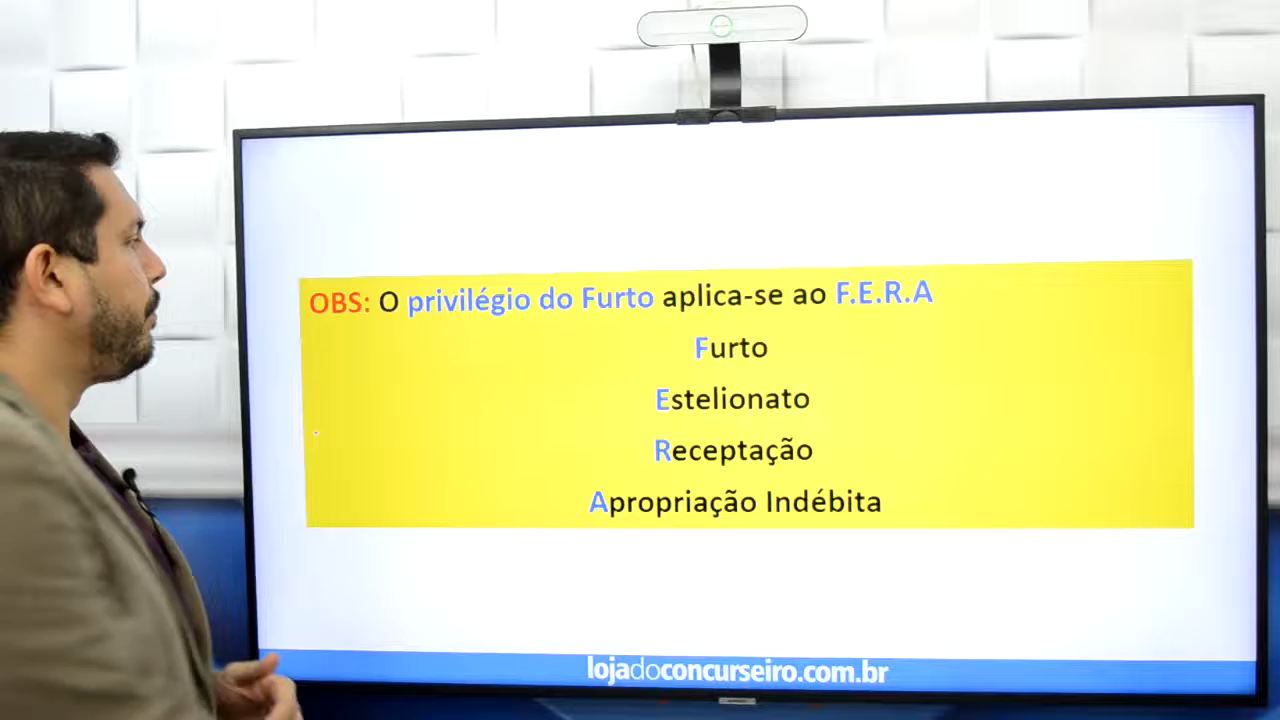 OBS: O privilégio do Furto aplica-se ao F.E.R.A
Furto
Estelionato
Receptação
Apropriação Indébita
lojadoconcurseiro.com.br